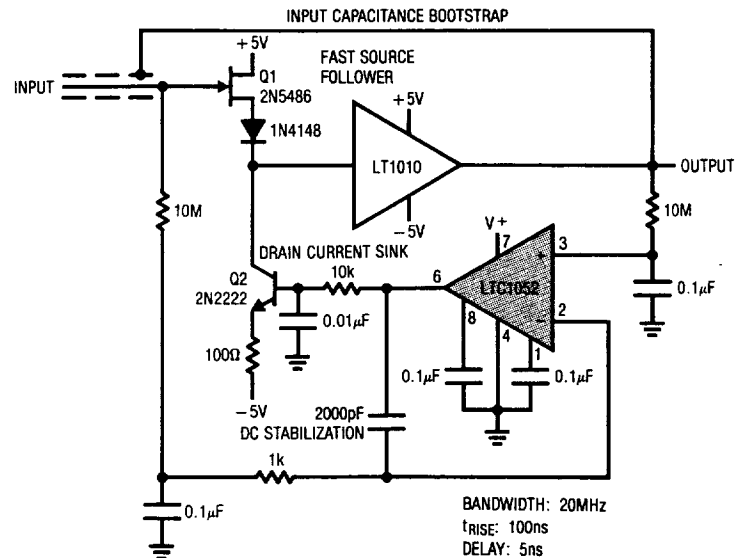 INPUT CAPACITANCE BOOTSTRAP
+5V
FAST SOURCE
FOLLOWER
INPUT
Q1
2N5486
+5V
1N4148
LT1010
OUTPUT
10M
-5V
10M
V+
7
3
DRAIN CURRENT SINK
+
Q2
2N2222
10k
6
LTC1052
0.1µF
2
–
8
4
1
0.01µF
100Ω
0.1µF
0.1µF
-5V
2000pF
DC STABILIZATION
1k
0.1µF
BANDWIDTH: 20MHz
tRISE: 100ns
DELAY: 5ns